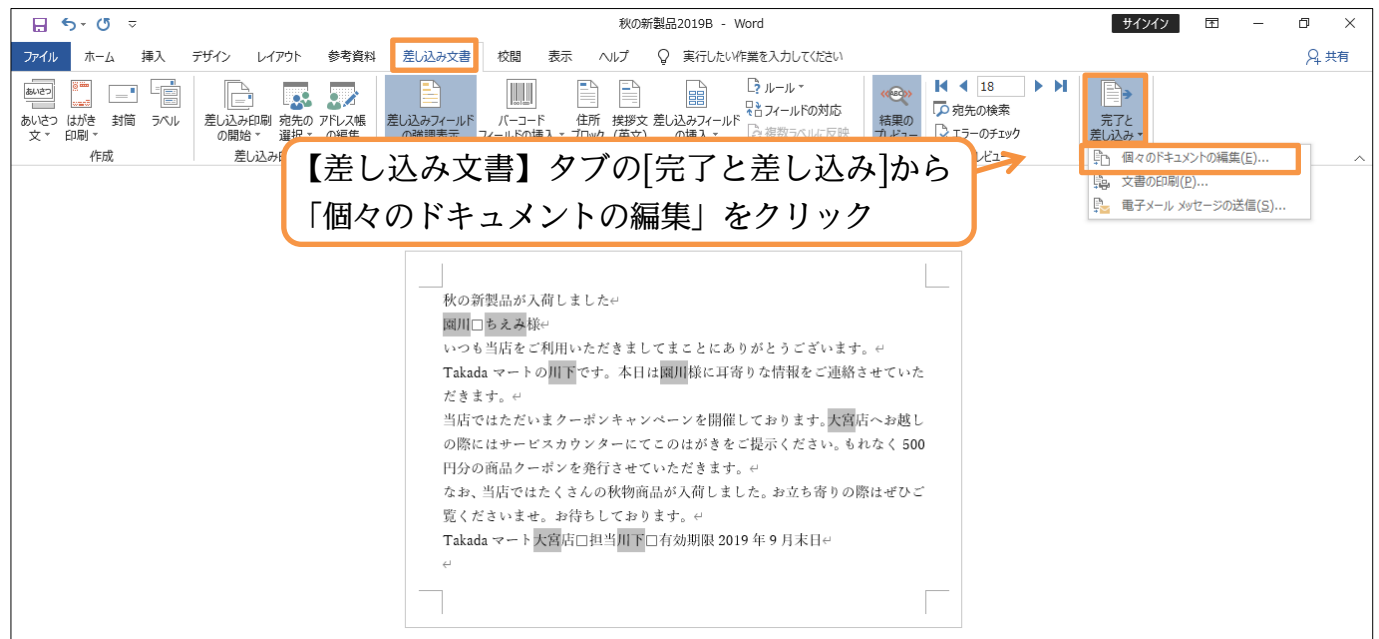 秋の新製品2019B - Word
サインイン
ファイル ホーム 挿入 デザイン レイアウト 参考資料 差し込み文書 校閲 表示 ヘルプ 実行したい作業を入力してください 共有
あいさつ
あいさつ文 はがき印刷 封筒 ラベル
作成
差し込み印刷の開始 宛先の選択 アドレス帳の編集
差し込み
差し込みフィールドの強調表示 バーコード フィールドの挿入 住所ブロック 挨拶文(英文) 差し込みフィールドの挿入
ルール
フィールドの対応
複数ラベルに反映
ABC
結果のプレビュー
18
宛先の検索
エラーのチェック
レビュー
完了と差し込み
個々のドキュメントの編集(E)...
文書の印刷(P)...
電子メール メッセージの送信(S)...
【差し込み文書】タブの[完了と差し込み]から
「個々のドキュメントの編集」をクリック
秋の新製品が入荷しました↵
園川□ちえみ様↵
いつも当店をご利用いただきましてまことにありがとうございます。↵
Takada マートの川下です。本日は園川様に耳寄りな情報をご連絡させていた
だきます。↵
当店ではただいまクーポンキャンペーンを開催しております。大宮店へお越し
の際にはサービスカウンターにてこのはがきをご提示ください。もれなく 500
円分の商品クーポンを発行させていただきます。↵
なお、当店ではたくさんの秋物商品が入荷しました。お立ち寄りの際はぜひご
覧くださいませ。お待ちしております。↵
Takada マート大宮店□担当川下□有効期限 2019 年 9 月末日↵
↵